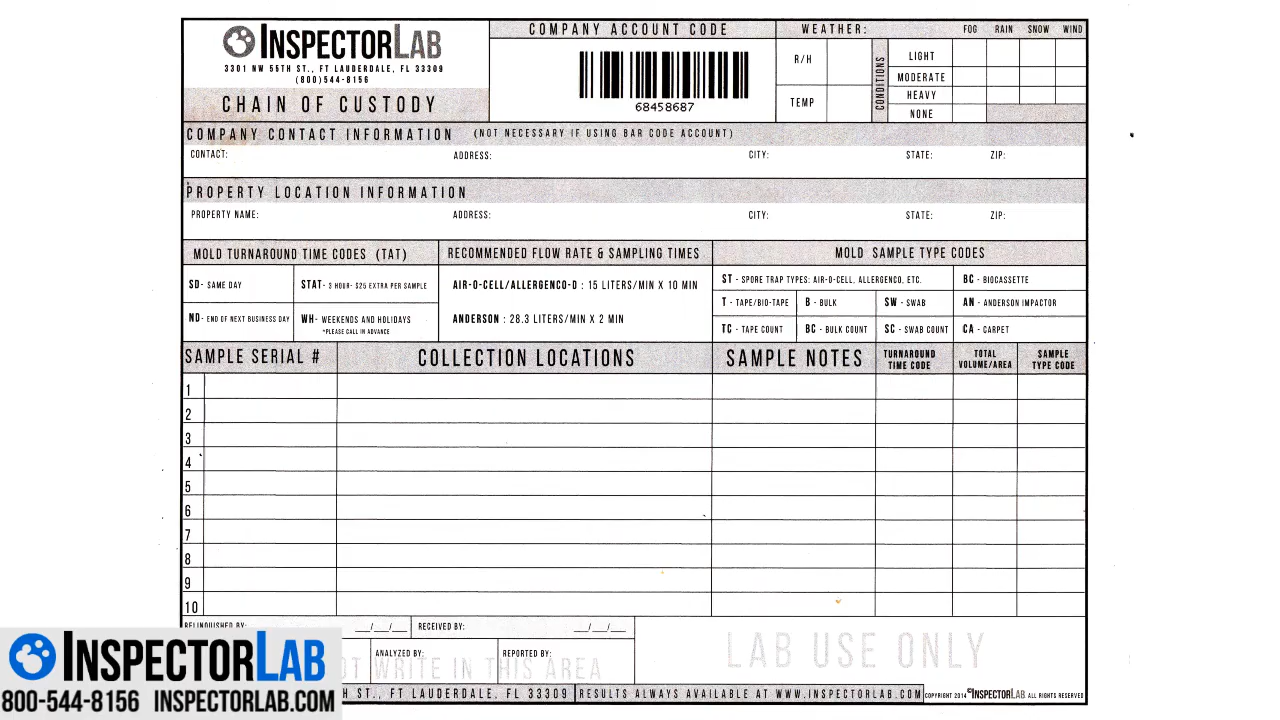 INSPECTORLAB
3301 NW 56TH ST., FT LAUDERDALE, FL 33309
(800)544-8156
CHAIN OF CUSTODY
COMPANY ACCOUNT CODE
68458687
WEATHER:
FOG RAIN SNOW WIND
R/H
TEMP
CONDITIONS
LIGHT
MODERATE
HEAVY
NONE
COMPANY CONTACT INFORMATION (NOT NECESSARY IF USING BAR CODE ACCOUNT)
CONTACT: ADDRESS: CITY: STATE: ZIP:
PROPERTY LOCATION INFORMATION
PROPERTY NAME: ADDRESS: CITY: STATE: ZIP:
MOLD TURNAROUND TIME CODES (TAT)
SD- SAME DAY
STAT- 3 HOUR- $25 EXTRA PER SAMPLE
ND- END OF NEXT BUSINESS DAY
WH- WEEKENDS AND HOLIDAYS
*PLEASE CALL IN ADVANCE
RECOMMENDED FLOW RATE & SAMPLING TIMES
AIR-O-CELL/ALLERGENCO-D : 15 LITERS/MIN X 10 MIN
ANDERSON : 28.3 LITERS/MIN X 2 MIN
MOLD SAMPLE TYPE CODES
ST - SPORE TRAP TYPES: AIR-O-CELL, ALLERGENCO, ETC.
BC - BIOCASSETTE
T - TAPE/BIO-TAPE
B - BULK
SW - SWAB
AN - ANDERSON IMPACTOR
TC - TAPE COUNT
BC - BULK COUNT
SC - SWAB COUNT
CA - CARPET
SAMPLE SERIAL # COLLECTION LOCATIONS SAMPLE NOTES
TURNAROUND
TIME CODE
TOTAL
VOLUME/AREA
SAMPLE
TYPE CODE
1
2
3
4
5
6
7
8
9
10
RELINQUISHED BY: __/__/__ RECEIVED BY: __/__/__
ANALYZED BY: REPORTED BY:
OT WRITE IN THIS AREA
LAB USE ONLY
H ST., FT LAUDERDALE, FL 33309
RESULTS ALWAYS AVAILABLE AT WWW.INSPECTORLAB.COM
COPYRIGHT 2014 © INSPECTORLAB ALL RIGHTS RESERVED
INSPECTORLAB
800-544-8156 INSPECTORLAB.COM